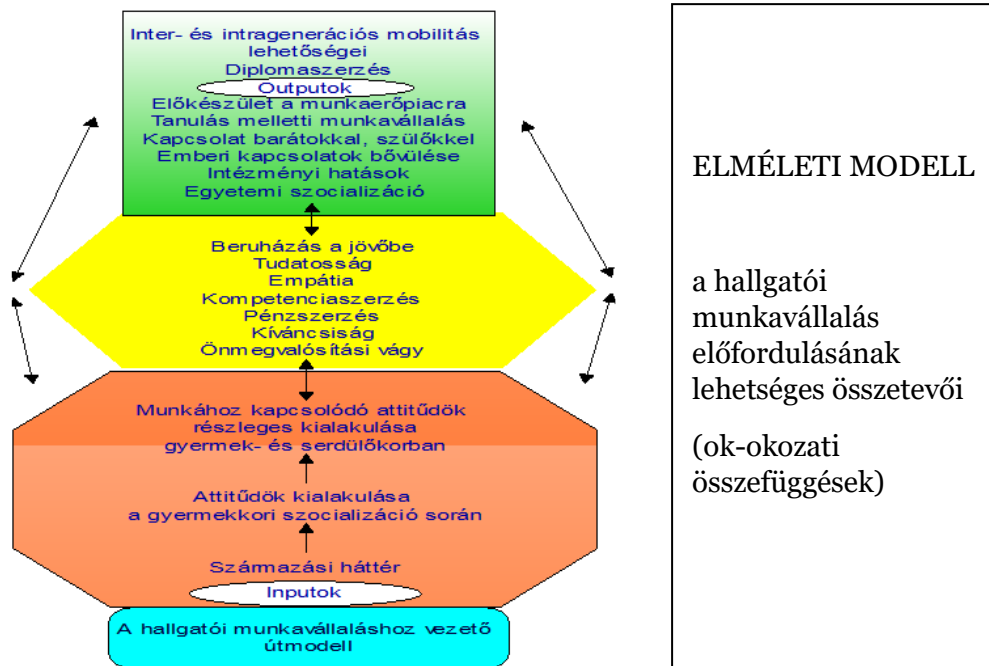 Inter- és intragenerációs mobilitás
lehetőségei
Diplomaszerzés
Outputok
Előkészület a munkaerőpiacra
Tanulás melletti munkavállalás
Kapcsolat barátokkal, szülőkkel
Emberi kapcsolatok bővülése
Intézményi hatások
Egyetemi szocializáció
Beruházás a jövőbe
Tudatosság
Empátia
Kompetenciaszerzés
Pénzszerzés
Kíváncsiság
Önmegvalósítási vágy
Munkához kapcsolódó attitűdök
részleges kialakulása
gyermek- és serdülőkorban
Attitűdök kialakulása
a gyermekkori szocializáció során
Származási háttér
Inputok
A hallgatói munkavállaláshoz vezető
útmodell
ELMÉLETI MODELL
a hallgatói
munkavállalás
előfordulásának
lehetséges összetevői
(ok-okozati
összefüggések)